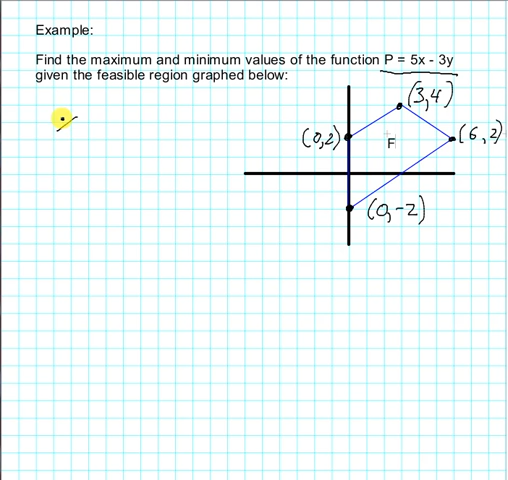 Example:
Find the maximum and minimum values of the function P = 5x - 3y
given the feasible region graphed below:
(3,4)
(0,2)
(6,2)
F
(0,-2)